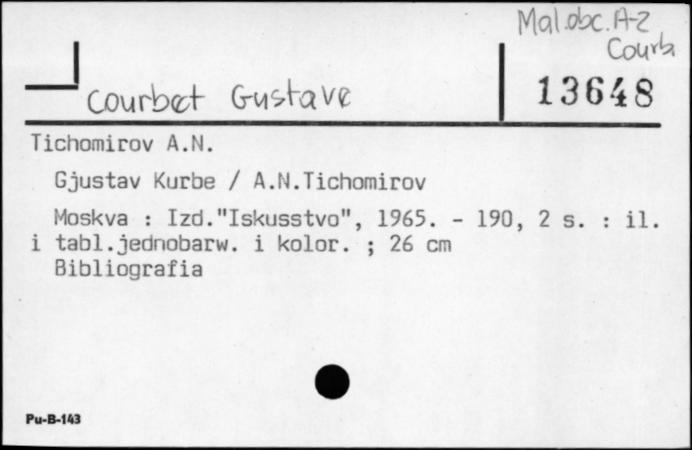 Mal.obc. A-Z
Courb
Courbet Gustave
13648
Tichomirov A.N.
Gjustav Kurbe / A.N.Tichomirov
Moskva : Izd."Iskusstvo", 1965. - 190, 2 s. : il.
i tabl.jednobarw. i kolor. ; 26 cm
Bibliografia
Pu-B-143